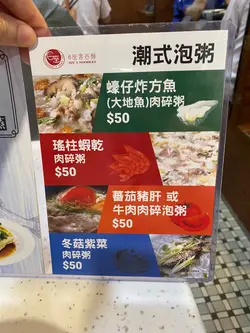 潮式泡粥
蠔仔炸方魚
(大地魚)肉碎粥
$50
瑤柱蝦乾
肉碎粥
$50
蕃茄豬肝 或
牛肉肉碎泡粥
$50
冬菇紫菜
肉碎粥
$50